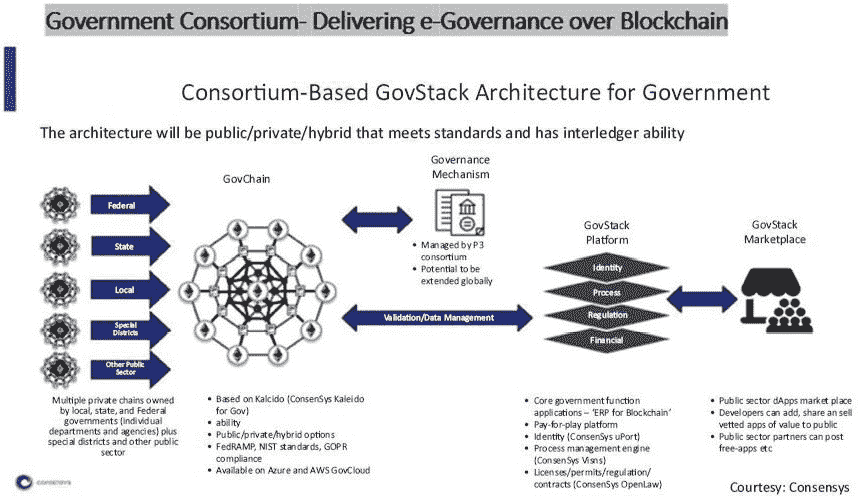 Government Consortium- Delivering e-Governance over Blockchain
Consortium-Based GovStack Architecture for Government
The architecture will be public/private/hybrid that meets standards and has interledger ability
GovChain
Governance
Mechanism
GovStack
Platform
GovStack
Marketplace
Federal
State
Local
Special
Districts
Other Public
Sector
• Managed by P3
consortium
• Potential to be
extended globally
Validation/Data Management
Identity
Process
Regulation
Financial
Multiple private chains owned
by local, state, and Federal
governments (individual
departments and agencies) plus
special districts and other public
sector
• Based on Kalcido (ConsenSys Kaleido
for Gov)
• ability
• Public/private/hybrid options
• FedRAMP, NIST standards, GOPR
compliance
• Available on Azure and AWS GovCloud
• Core government function
applications – 'ERP for Blockchain'
• Pay-for-play platform
• Identity (ConsenSys uPort)
• Process management engine
(ConsenSys Visns)
• Licenses/permits/regulation/
contracts (ConsenSys OpenLaw)
• Public sector dApps market place
• Developers can add, share an sell
vetted apps of value to public
• Public sector partners can post
free-apps etc
consensys
Courtesy: Consensys